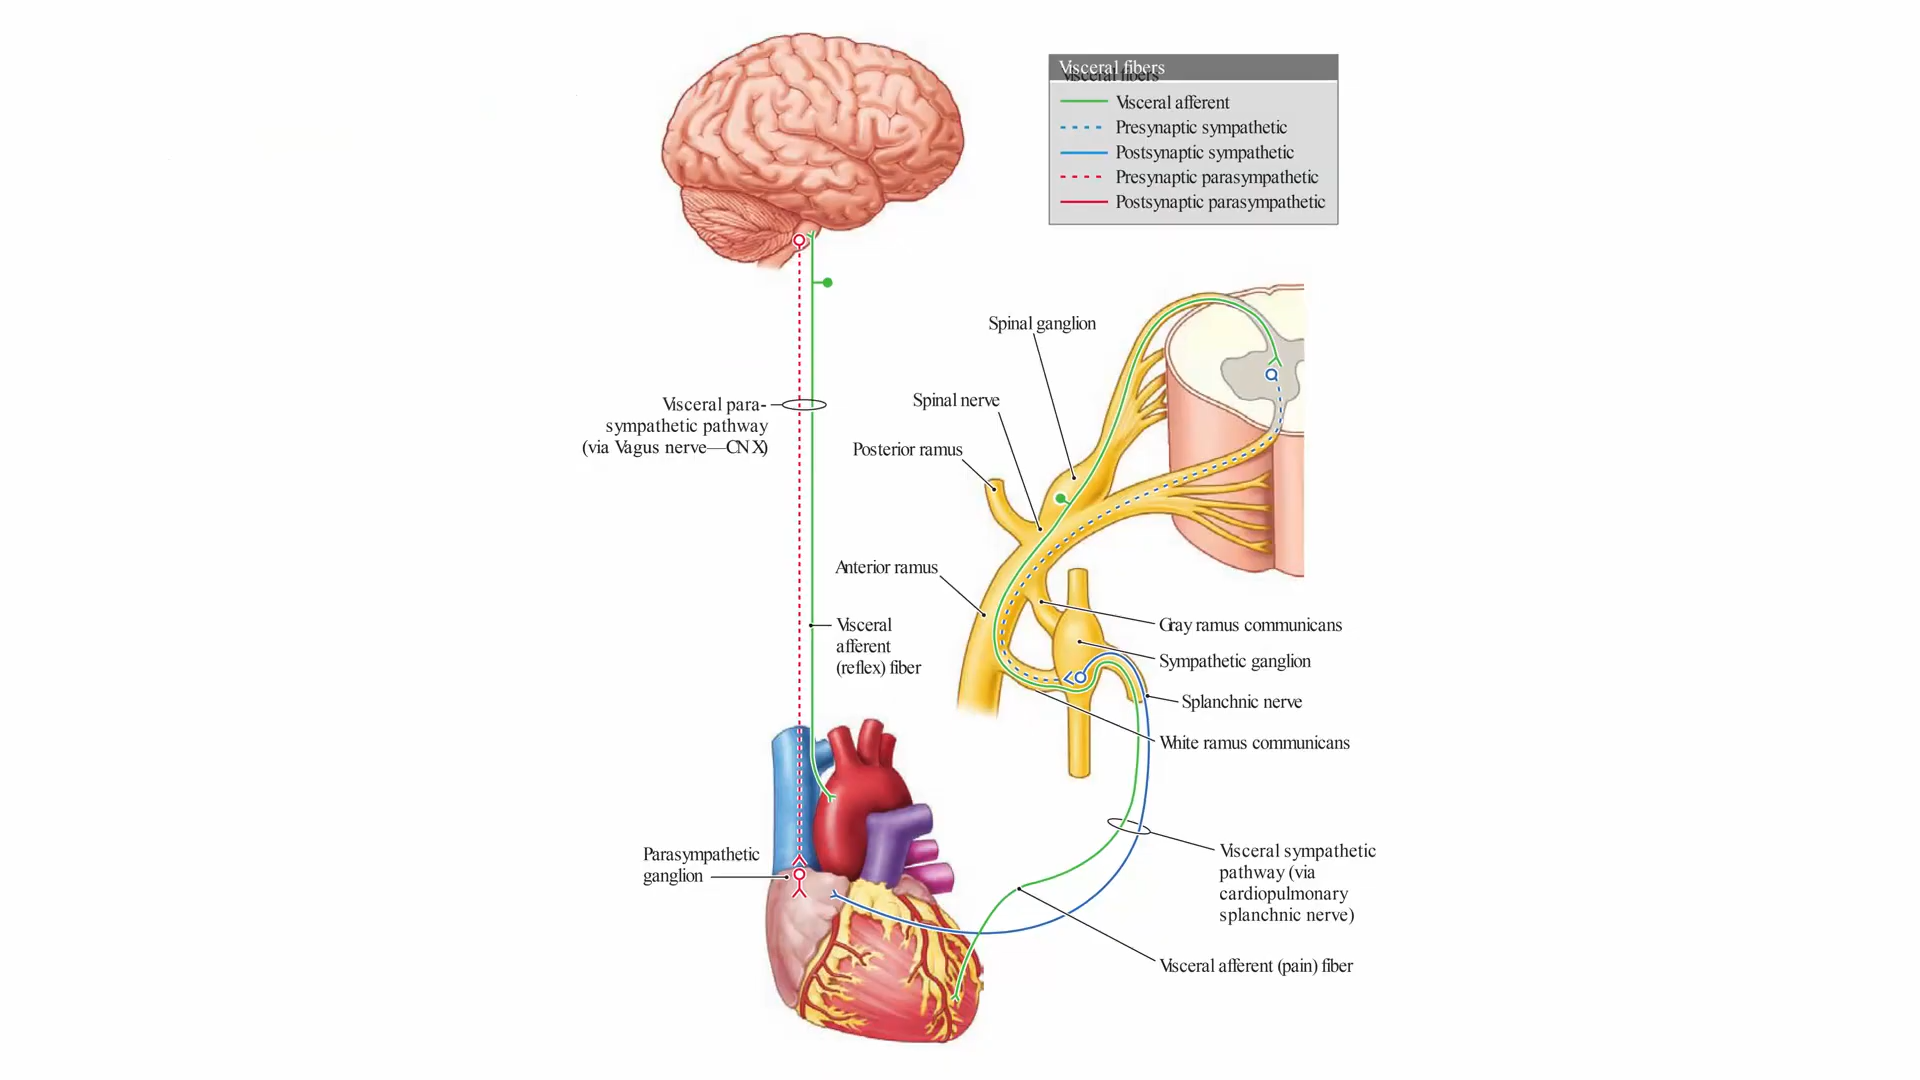 Visceral fibers
Visceral fibers
Visceral afferent
Presynaptic sympathetic
Postsynaptic sympathetic
Presynaptic parasympathetic
Postsynaptic parasympathetic
Spinal ganglion
Spinal nerve
Posterior ramus
Visceral para-
sympathetic pathway
(via Vagus nerve—CN X)
Anterior ramus
Visceral
afferent
(reflex) fiber
Gray ramus communicans
Sympathetic ganglion
Splanchnic nerve
White ramus communicans
Parasympathetic
ganglion
Visceral sympathetic
pathway (via
cardiopulmonary
splanchnic nerve)
Visceral afferent (pain) fiber